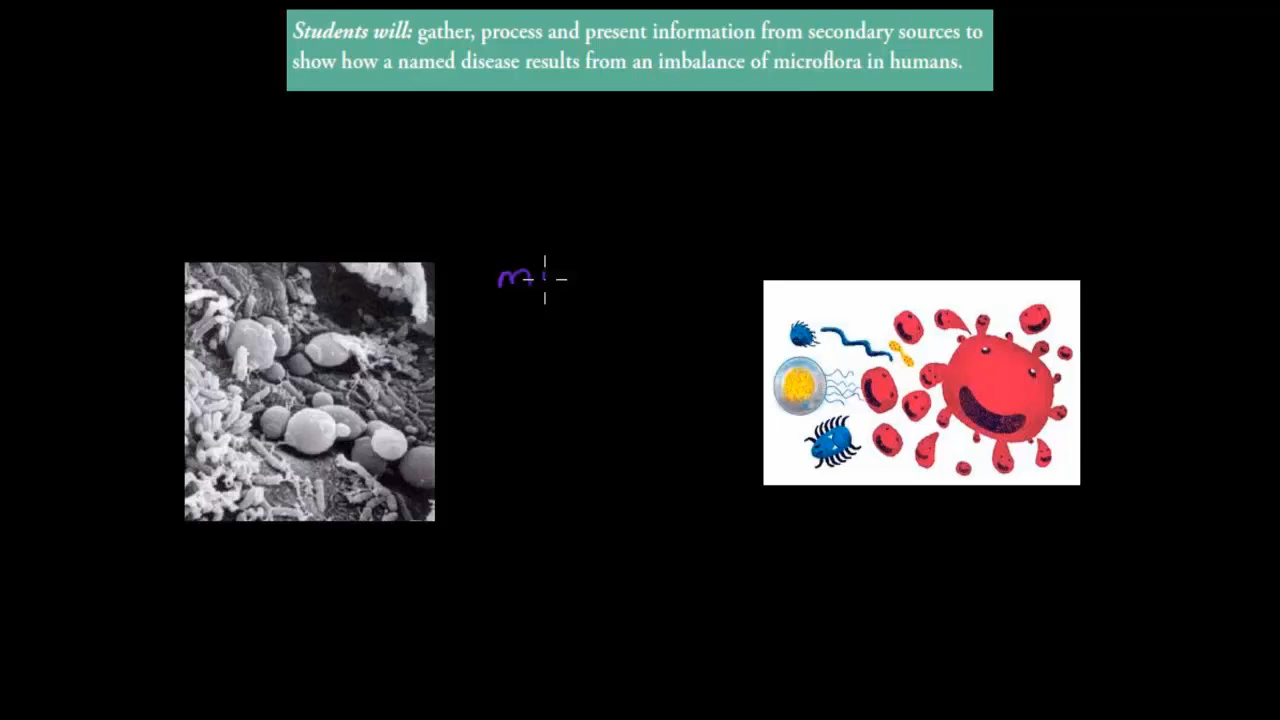 Students will: gather, process and present information from secondary sources to
show how a named disease results from an imbalance of microflora in humans.
m